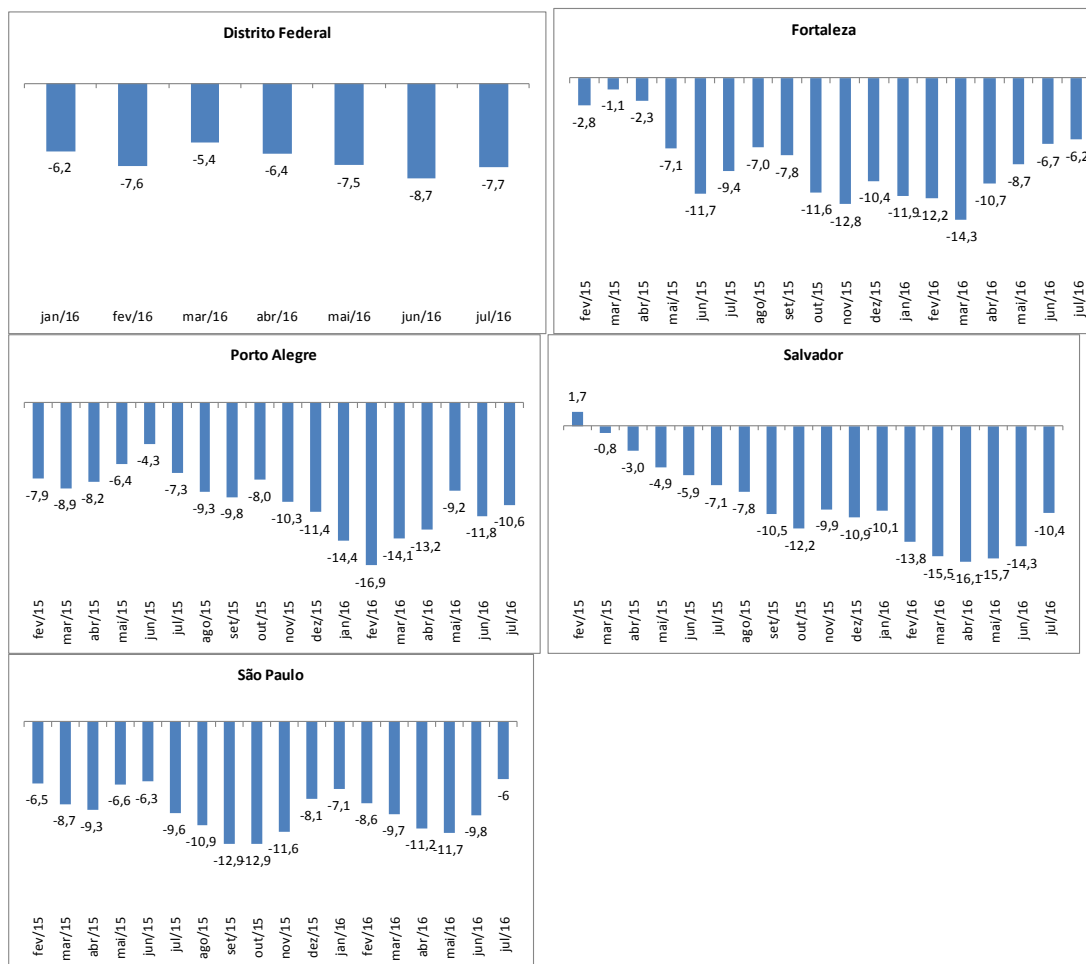 Distrito Federal
-6,2
-7,6
-5,4
-6,4
-7,5
-8,7
-7,7
jan/16 fev/16 mar/16 abr/16 mai/16 jun/16 jul/16
Fortaleza
-2,8
-1,1
-2,3
-7,1
-11,7
-9,4
-7,0
-7,8
-11,6
-12,8
-10,4
-11,9
-12,2
-14,3
-10,7
-8,7
-6,7
-6,2
fev/15
mar/15
abr/15
mai/15
jun/15
jul/15
ago/15
set/15
out/15
nov/15
dez/15
jan/16
fev/16
mar/16
abr/16
mai/16
jun/16
jul/16
Porto Alegre
-7,9
-8,9
-8,2
-6,4
-4,3
-7,3
-9,3
-9,8
-8,0
-10,3
-11,4
-14,4
-16,9
-14,1
-13,2
-9,2
-11,8
-10,6
fev/15
mar/15
abr/15
mai/15
jun/15
jul/15
ago/15
set/15
out/15
nov/15
dez/15
jan/16
fev/16
mar/16
abr/16
mai/16
jun/16
jul/16
Salvador
1,7
-0,8
-3,0
-4,9
-5,9
-7,1
-7,8
-10,5
-12,2
-9,9
-10,9
-10,1
-13,8
-15,5
-16,1
-15,7
-14,3
-10,4
fev/15
mar/15
abr/15
mai/15
jun/15
jul/15
ago/15
set/15
out/15
nov/15
dez/15
jan/16
fev/16
mar/16
abr/16
mai/16
jun/16
jul/16
São Paulo
-6,5
-8,7
-9,3
-6,6
-6,3
-9,6
-10,9
-12,9
-12,9
-11,6
-8,1
-7,1
-8,6
-9,7
-11,2
-11,7
-9,8
-6
fev/15
mar/15
abr/15
mai/15
jun/15
jul/15
ago/15
set/15
out/15
nov/15
dez/15
jan/16
fev/16
mar/16
abr/16
mai/16
jun/16
jul/16